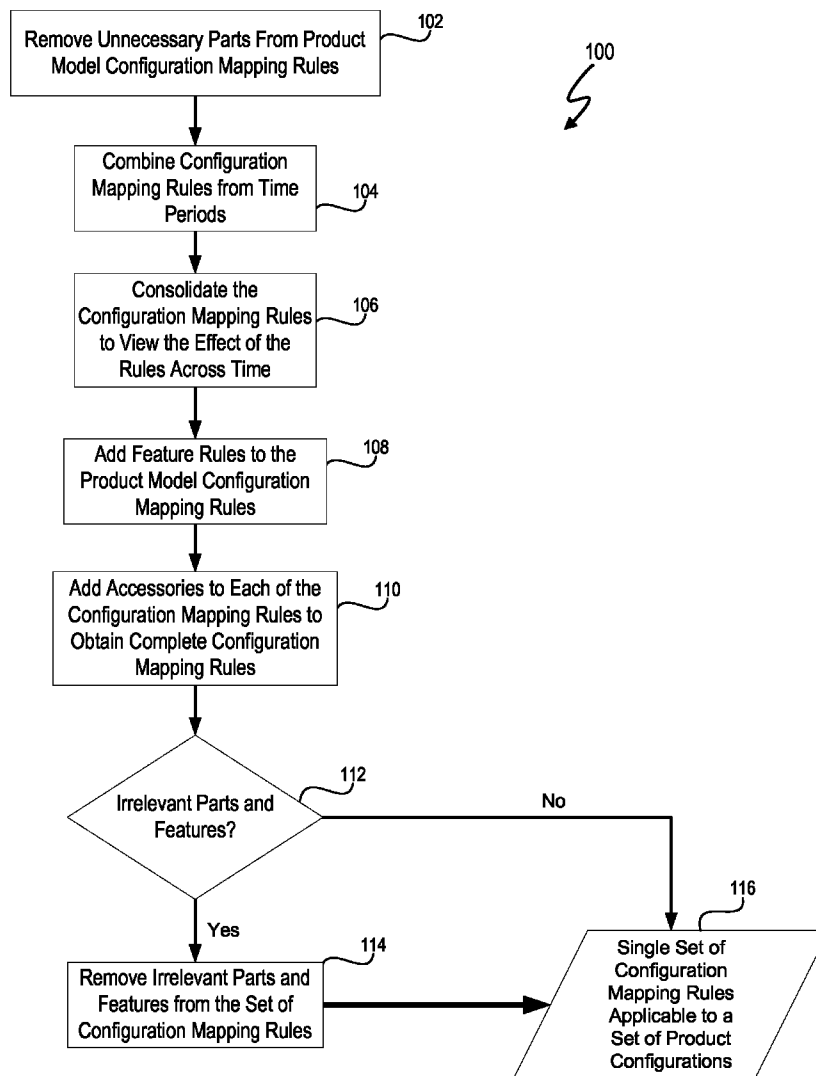 Remove Unnecessary Parts From Product
Model Configuration Mapping Rules
102
100
Combine Configuration
Mapping Rules from Time
Periods
104
Consolidate the
Configuration Mapping Rules
to View the Effect of the
Rules Across Time
106
Add Feature Rules to the
Product Model Configuration
Mapping Rules
108
Add Accessories to Each of the
Configuration Mapping Rules to
Obtain Complete Configuration
Mapping Rules
110
Irrelevant Parts and
Features?
112
No
Yes
Remove Irrelevant Parts and
Features from the Set of
Configuration Mapping Rules
114
116
Single Set of
Configuration
Mapping Rules
Applicable to a
Set of Product
Configurations